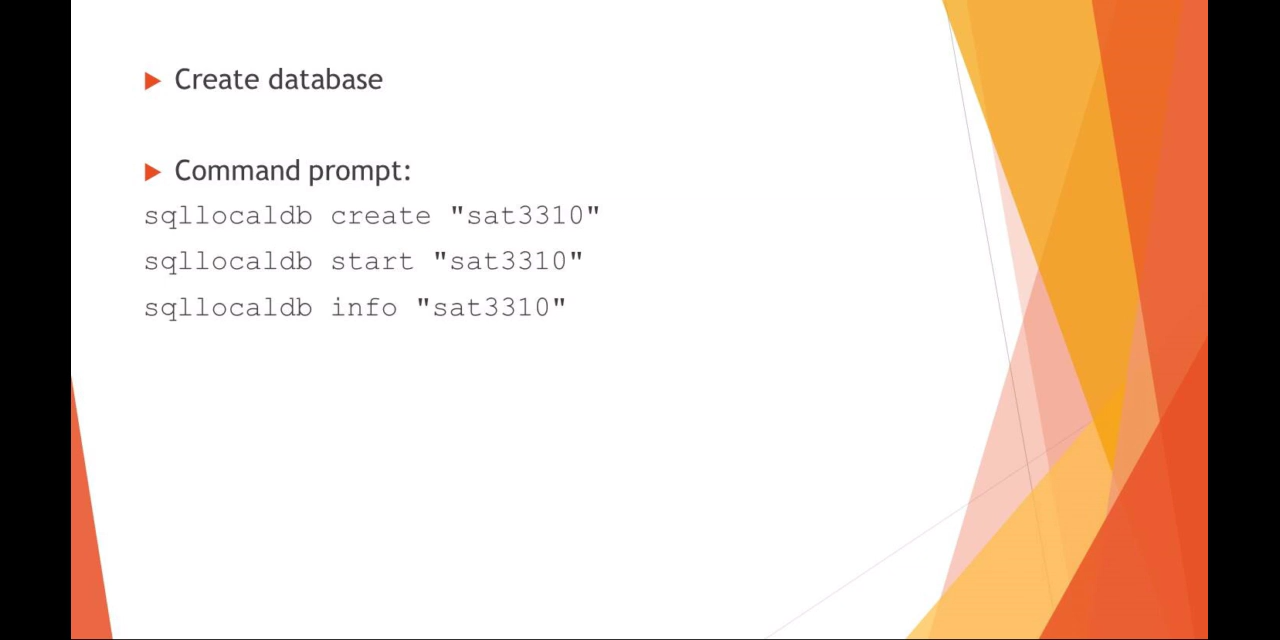 Create database
Command prompt:
sqllocaldb create "sat3310"
sqllocaldb start "sat3310"
sqllocaldb info "sat3310"